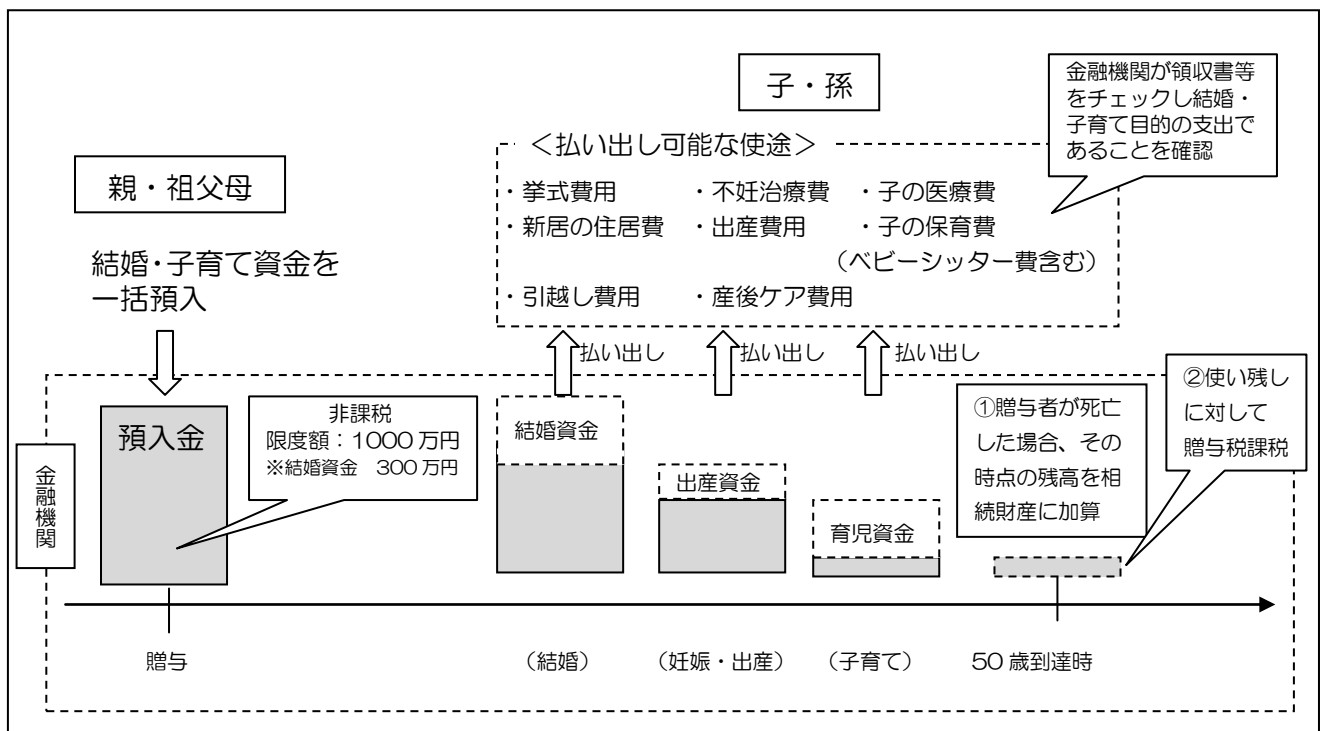 子・孫
金融機関が領収書等
をチェックし結婚・
子育て目的の支出で
あることを確認
＜払い出し可能な使途＞
親・祖父母
・挙式費用 ・不妊治療費 ・子の医療費
・新居の住居費 ・出産費用 ・子の保育費
（ベビーシッター費含む）
・引越し費用 ・産後ケア費用
結婚・子育て資金を
一括預入
払い出し 払い出し 払い出し
預入金
非課税
限度額：1000万円
※結婚資金 300万円
結婚資金
出産資金
育児資金
①贈与者が死亡
した場合、その
時点の残高を相
続財産に加算
②使い残し
に対して
贈与税課税
金融機関
贈与 （結婚） （妊娠・出産） （子育て） 50歳到達時